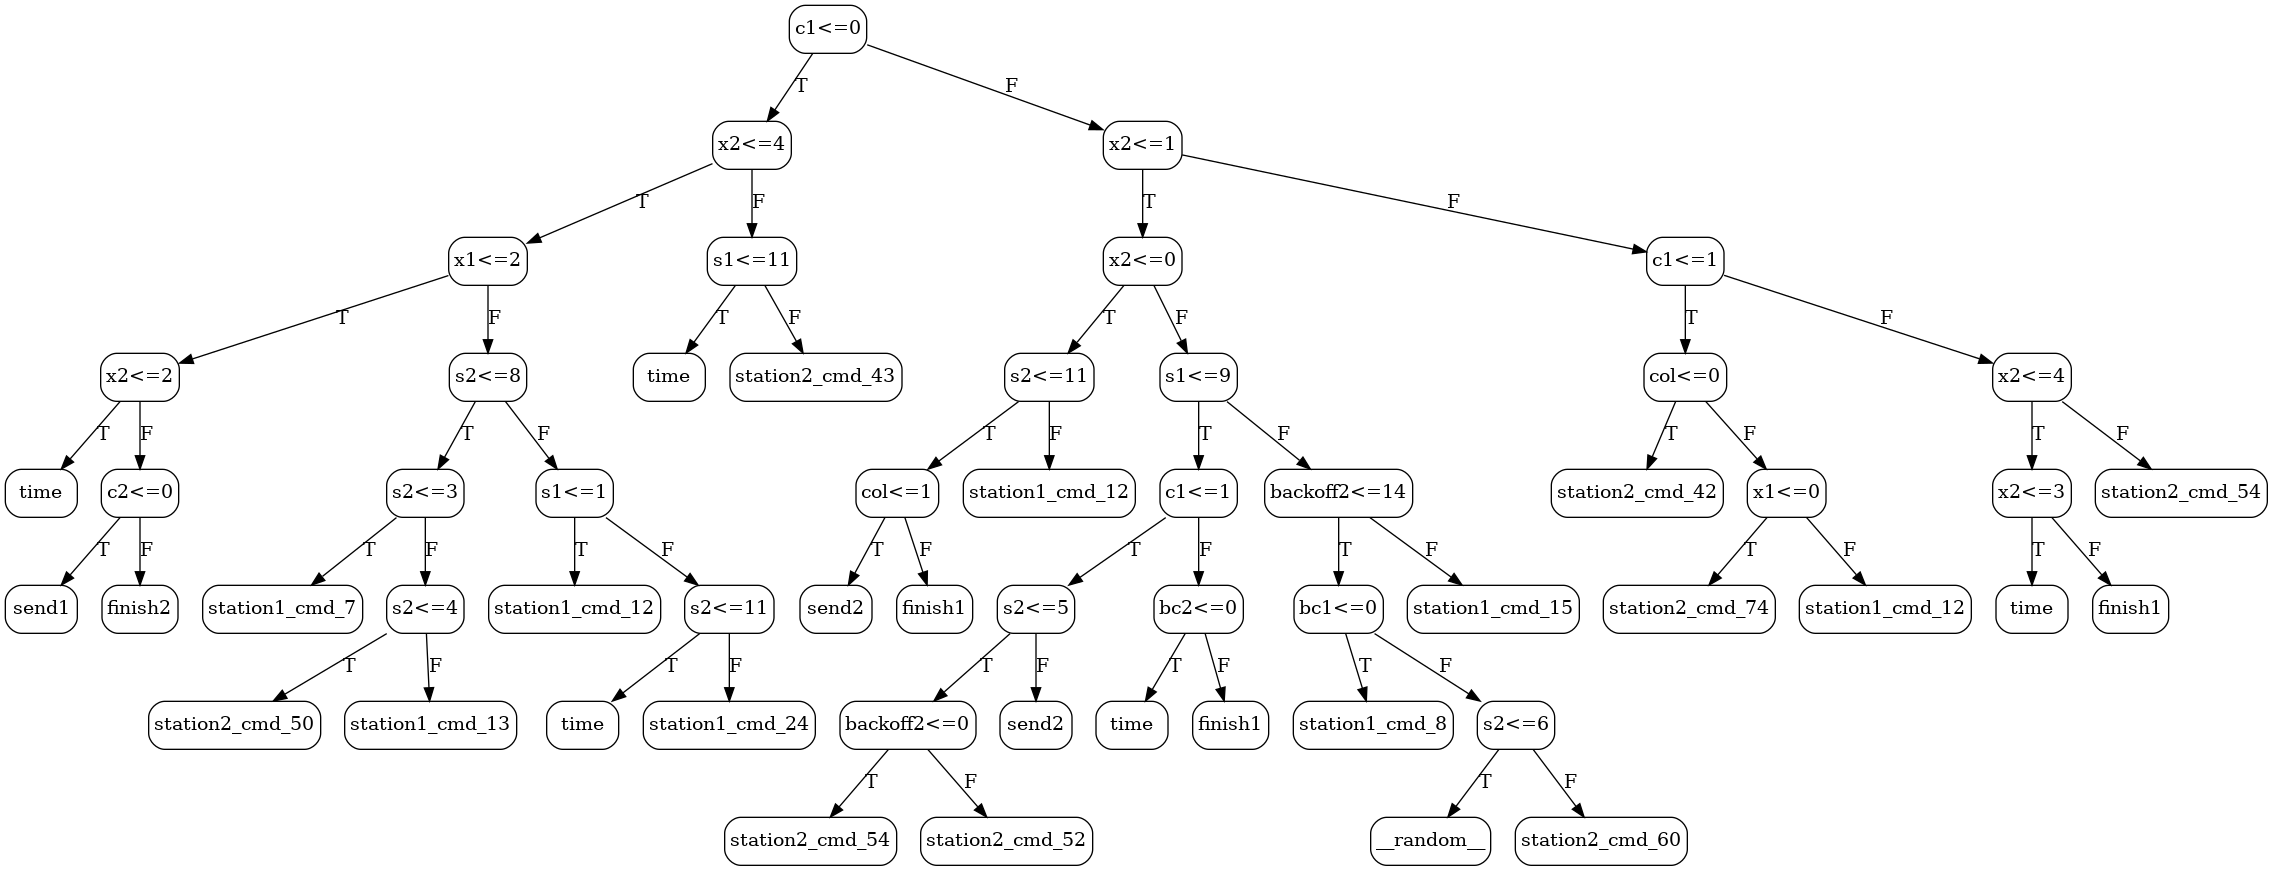 c1<=0
T
F
x2<=4
x2<=1
T
F
T
F
x1<=2
s1<=11
x2<=0
c1<=1
T
F
T
F
T
F
T
F
x2<=2
s2<=8
time
station2_cmd_43
s2<=11
s1<=9
col<=0
x2<=4
T
F
T
F
T
F
T
F
T
F
T
F
time
c2<=0
s2<=3
s1<=1
col<=1
station1_cmd_12
c1<=1
backoff2<=14
station2_cmd_42
x1<=0
x2<=3
station2_cmd_54
T
F
T
F
T
F
T
F
T
F
T
F
T
F
T
F
send1
finish2
station1_cmd_7
s2<=4
station1_cmd_12
s2<=11
send2
finish1
s2<=5
bc2<=0
bc1<=0
station1_cmd_15
station2_cmd_74
station1_cmd_12
time
finish1
T
F
T
F
T
F
T
F
T
F
station2_cmd_50
station1_cmd_13
time
station1_cmd_24
backoff2<=0
send2
time
finish1
station1_cmd_8
s2<=6
T
F
T
F
station2_cmd_54
station2_cmd_52
__random__
station2_cmd_60